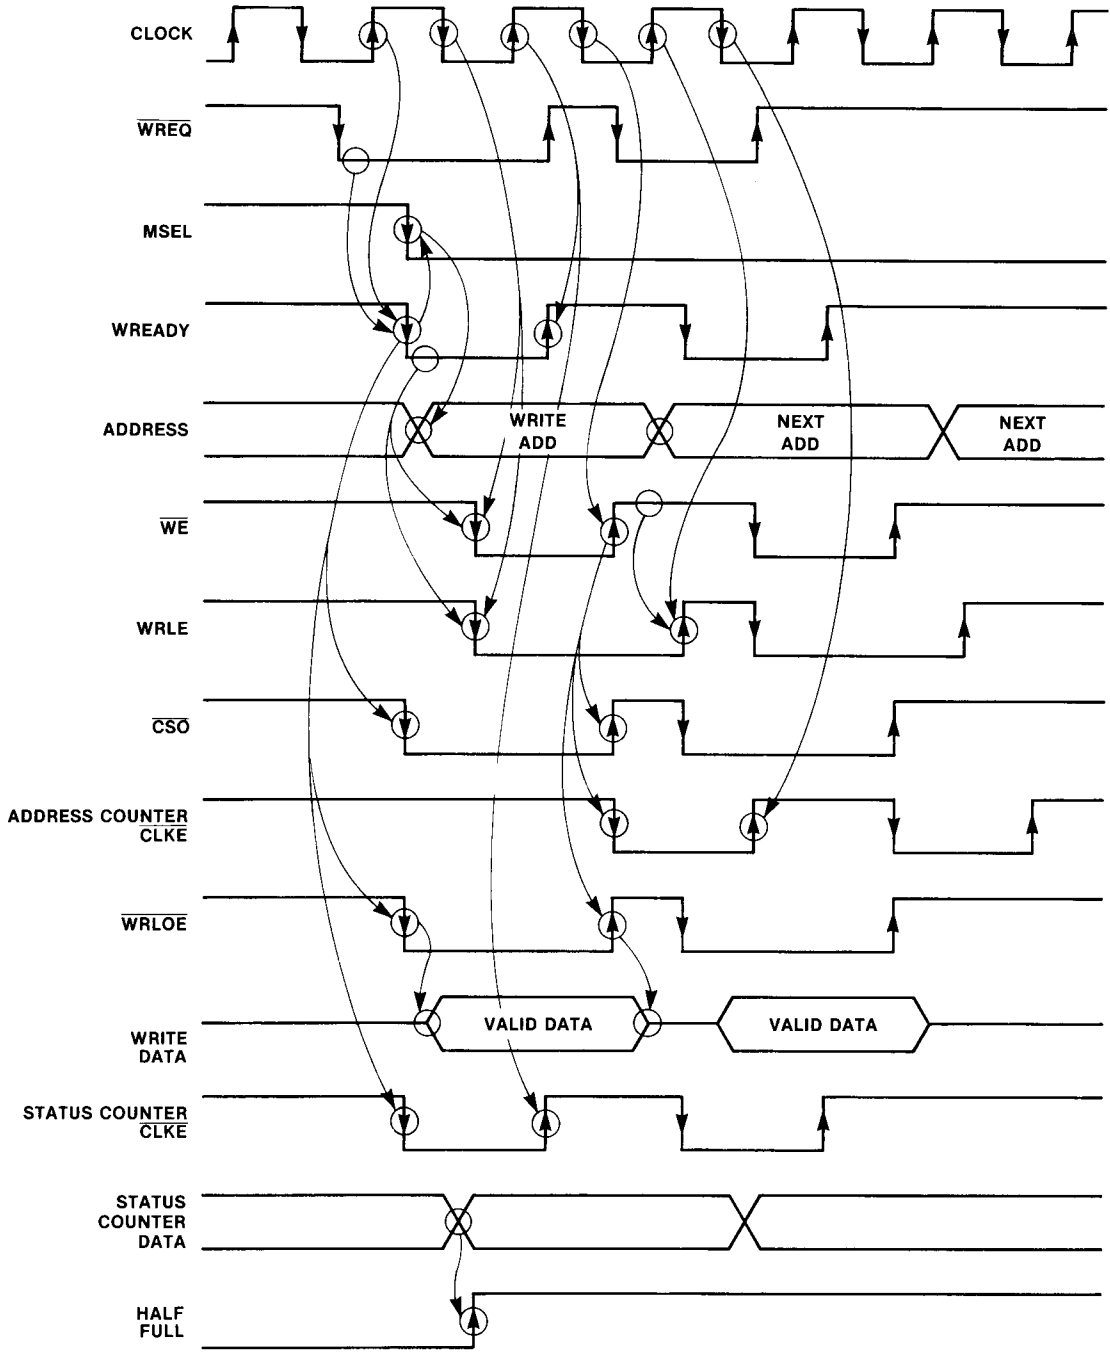 CLOCK
WREQ
MSEL
WREADY
ADDRESS
WRITE
ADD
NEXT
ADD
NEXT
ADD
WE
WRLE
CSO
ADDRESS COUNTER
CLKE
WRLOE
WRITE
DATA
VALID DATA
VALID DATA
STATUS COUNTER
CLKE
STATUS
COUNTER
DATA
HALF
FULL